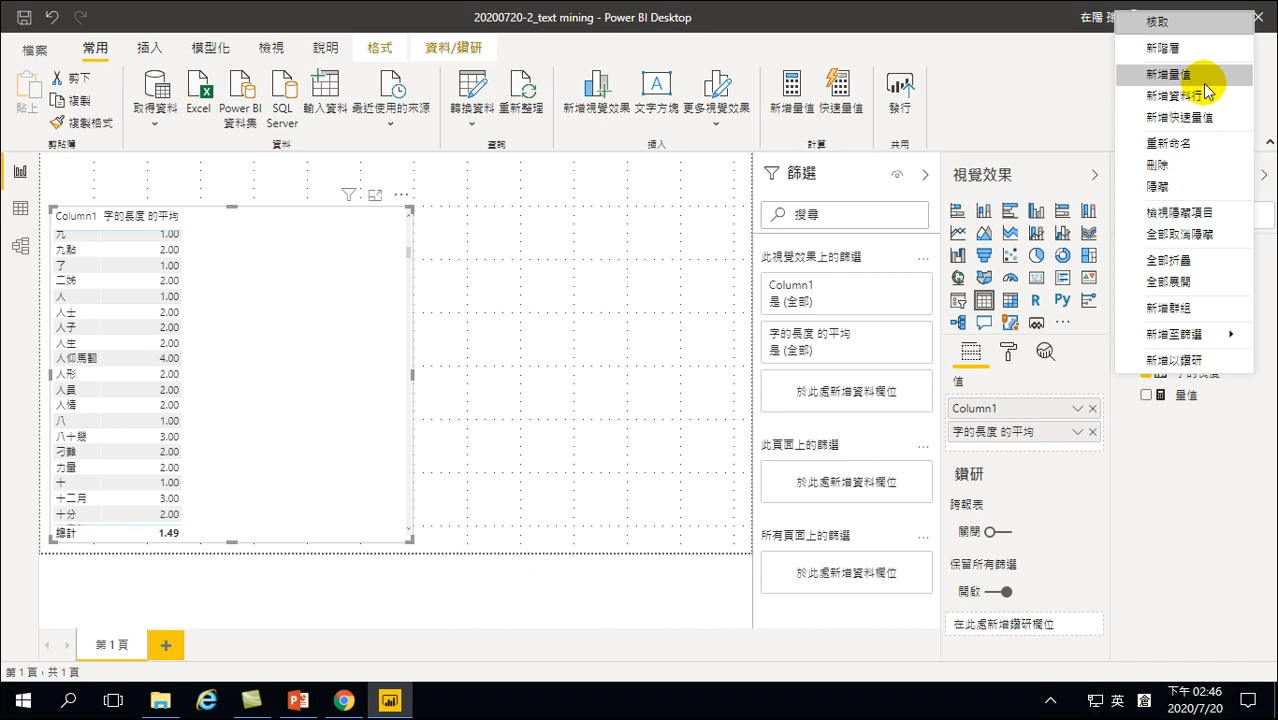 20200720-2_text mining - Power BI Desktop
在陽 孫
檔案
常用
插入
模型化
檢視
說明
格式
資料/鑽研
貼上
剪下
複製
複製格式
剪貼簿
取得資料
Excel
Power BI
資料集
SQL
Server
輸入資料
最近使用的來源
資料
轉換資料
重新整理
查詢
新增視覺效果
文字方塊
更多視覺效果
插入
新增量值
快速量值
計算
發行
共用
Column1 字的長度 的平均
九 1.00
九點 2.00
了 1.00
二姊 2.00
人 1.00
人士 2.00
人子 2.00
人生 2.00
人仰馬翻 4.00
人形 2.00
人員 2.00
人情 2.00
八 1.00
八十幾 3.00
刁難 2.00
力量 2.00
十 1.00
十二月 3.00
十分 2.00
總計 1.49
篩選
搜尋
此視覺效果上的篩選
Column1
是 (全部)
字的長度 的平均
是 (全部)
於此處新增資料欄位
此頁面上的篩選
於此處新增資料欄位
所有頁面上的篩選
於此處新增資料欄位
視覺效果
R
Py
值
Column1
字的長度 的平均
鑽研
跨報表
關閉
保留所有篩選
開啟
在此處新增鑽研欄位
核取
新階層
新增量值
新增資料行
新增快速量值
重新命名
刪除
隱藏
檢視隱藏項目
全部取消隱藏
全部折疊
全部展開
新增群組
新增至篩選
新增以鑽研
字的長度
量值
第 1 頁
第 1 頁，共 1 頁
英
下午 02:46
2020/7/20